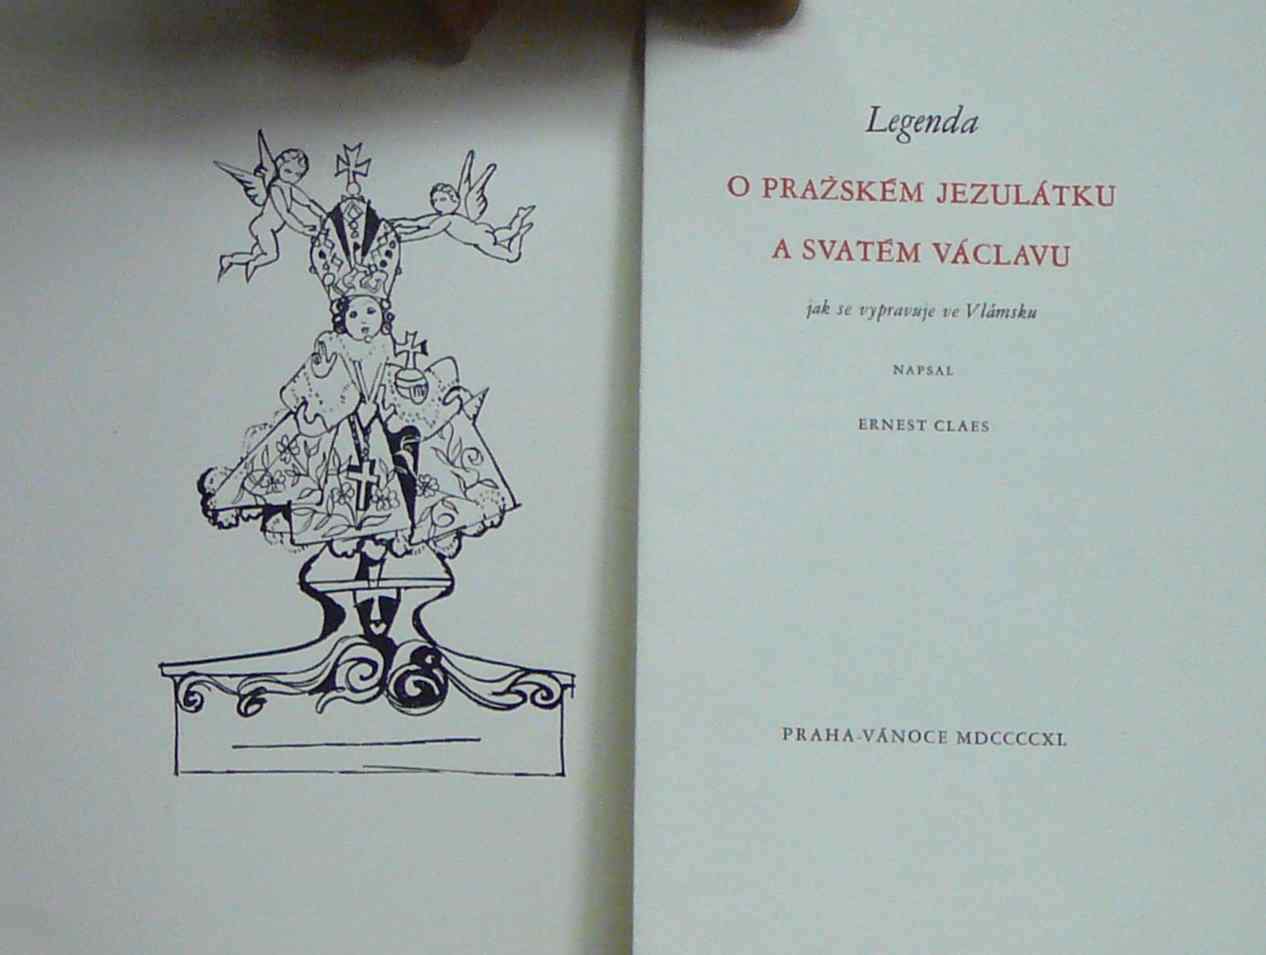 Legenda
O PRAŽSKÉM JEZULÁTKU
A SVATÉM VÁCLAVU
jak se vypravuje ve Vlámsku
NAPSAL
ERNEST CLAES
PRAHA-VÁNOCE MDCCCCXL